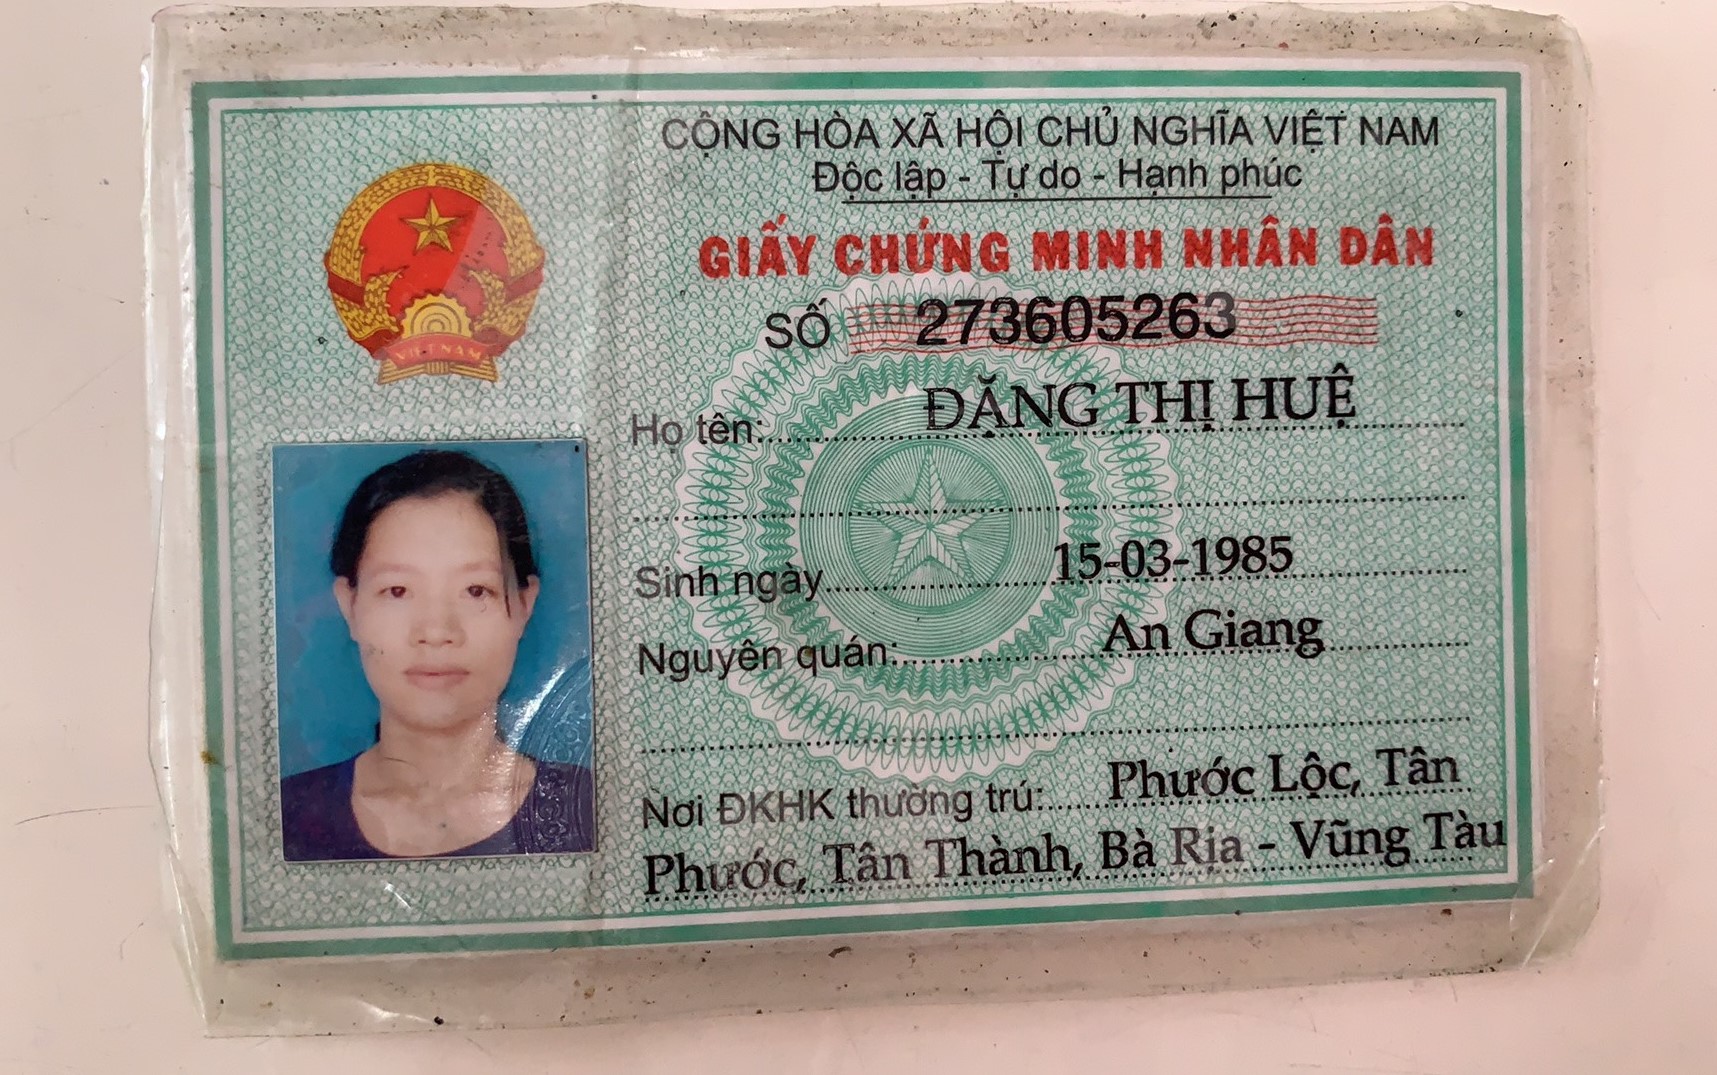 CỘNG HÒA XÃ HỘI CHỦ NGHĨA VIỆT NAM
Độc lập - Tự do - Hạnh phúc
GIẤY CHỨNG MINH NHÂN DÂN
SỐ 273605263
Họ tên: ĐẶNG THỊ HUỆ
Sinh ngày 15-03-1985
Nguyên quán: An Giang
Nơi ĐKHK thường trú: Phước Lộc, Tân
Phước, Tân Thành, Bà Rịa - Vũng Tàu
VIỆT NAM